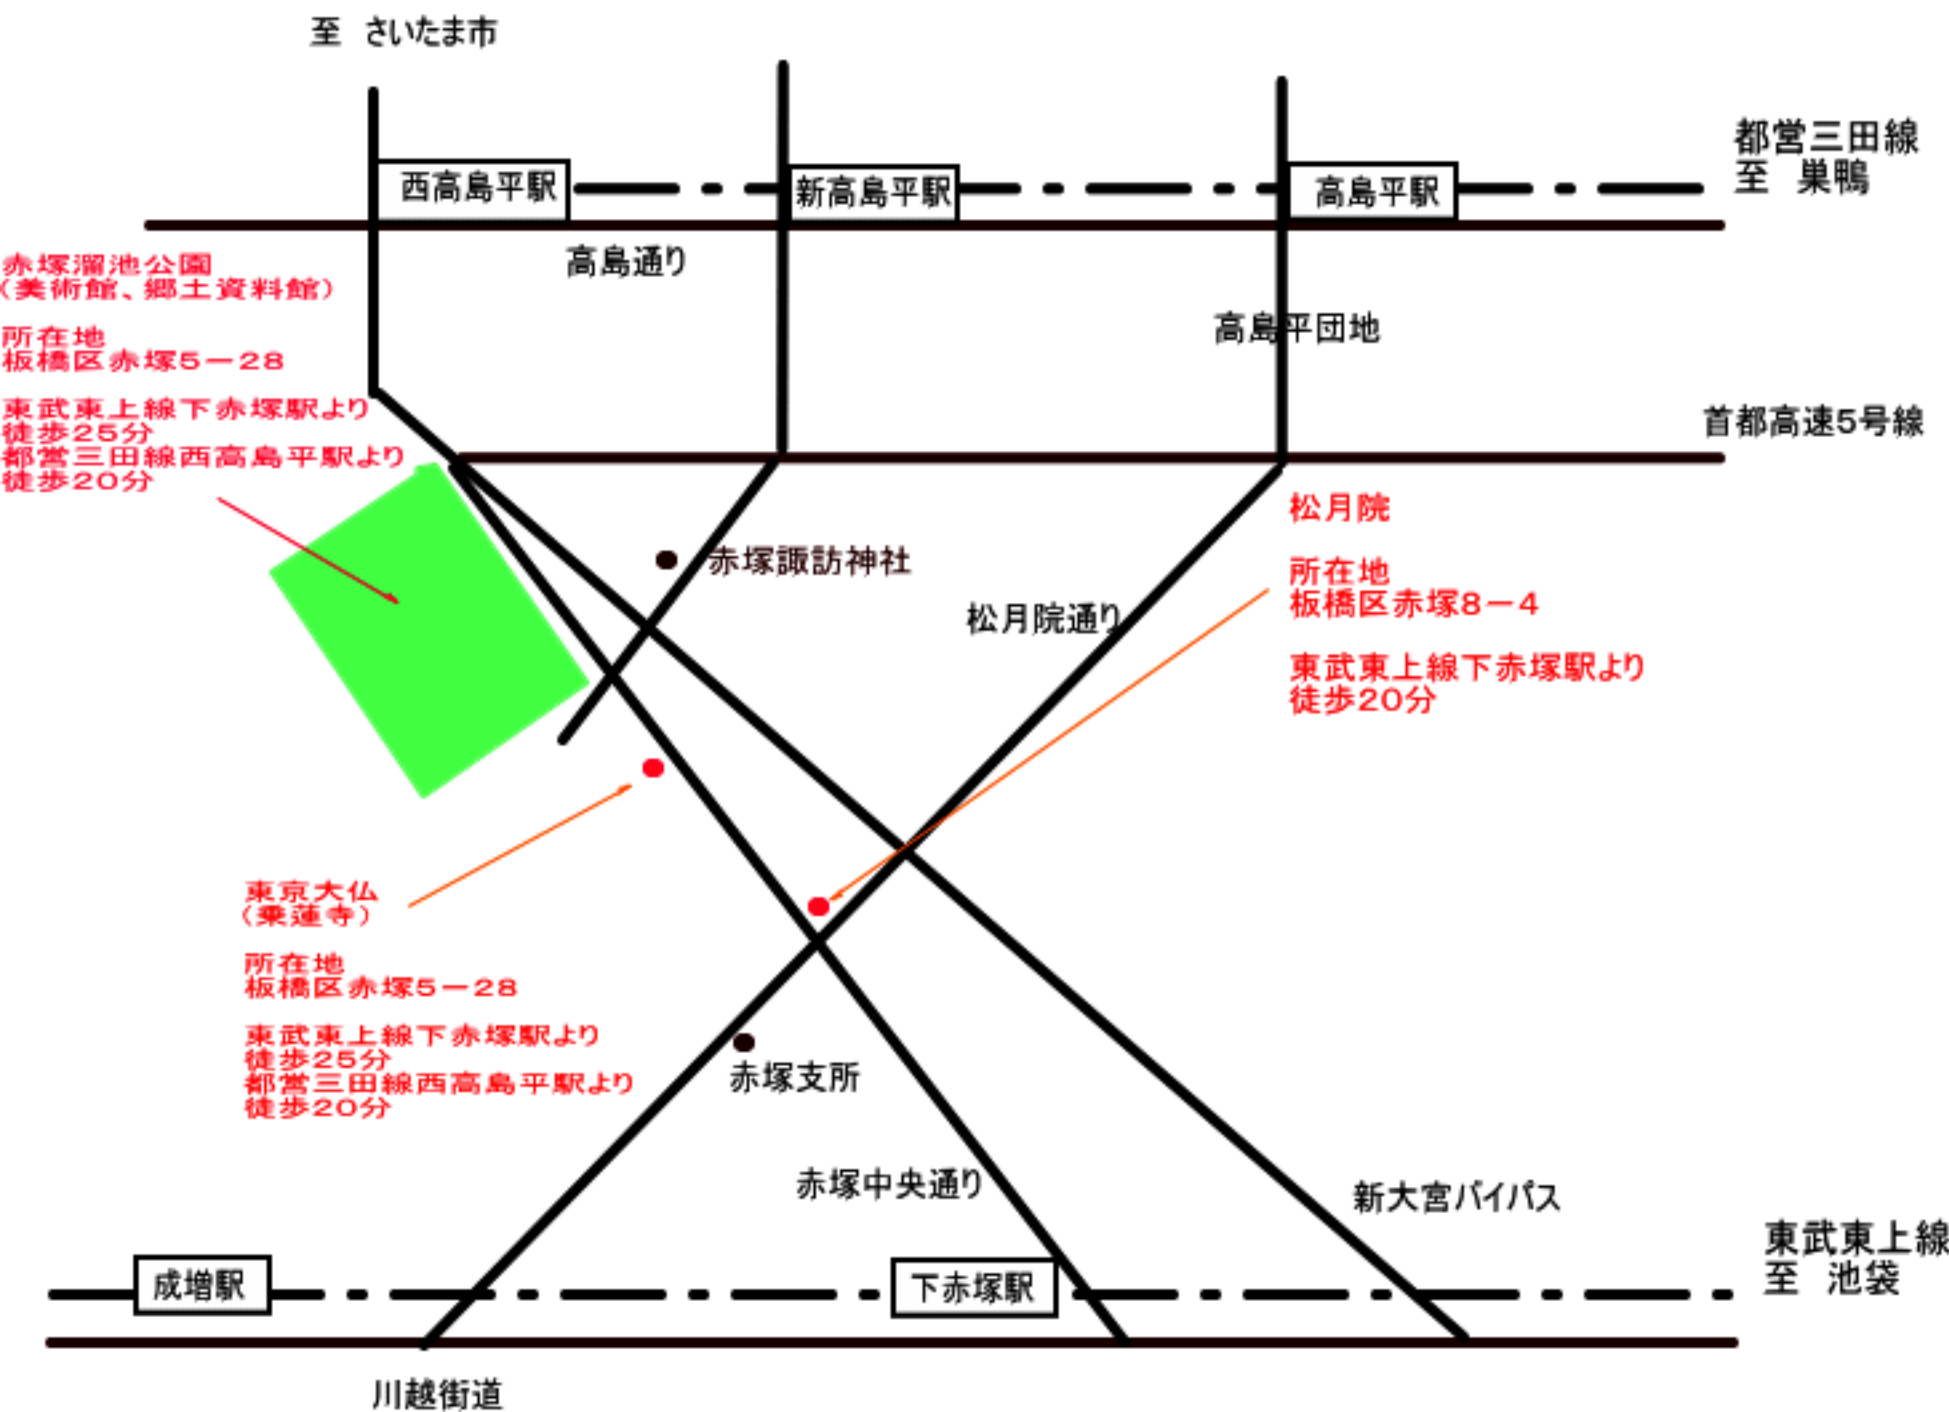 至　さいたま市
都営三田線
至　巣鴨
西高島平駅
新高島平駅
高島平駅
高島通り
赤塚溜池公園
（美術館、郷土資料館）
所在地
板橋区赤塚5－28
東武東上線下赤塚駅より
徒歩25分
都営三田線西高島平駅より
徒歩20分
高島平団地
首都高速5号線
松月院
所在地
板橋区赤塚8－4
東武東上線下赤塚駅より
徒歩20分
赤塚諏訪神社
松月院通り
東京大仏
（乗蓮寺）
所在地
板橋区赤塚5－28
東武東上線下赤塚駅より
徒歩25分
都営三田線西高島平駅より
徒歩20分
赤塚支所
赤塚中央通り
新大宮バイパス
東武東上線
至　池袋
成増駅
下赤塚駅
川越街道